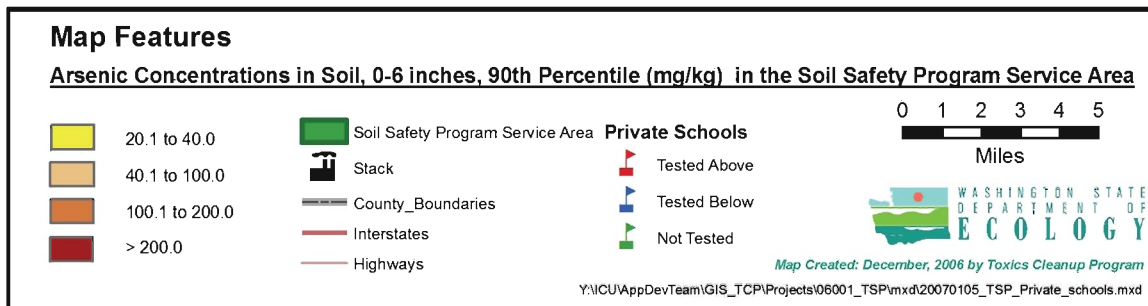 Map Features
Arsenic Concentrations in Soil, 0-6 inches, 90th Percentile (mg/kg) in the Soil Safety Program Service Area
20.1 to 40.0
40.1 to 100.0
100.1 to 200.0
> 200.0
Soil Safety Program Service Area
Stack
County_Boundaries
Interstates
Highways
Private Schools
Tested Above
Tested Below
Not Tested
0 1 2 3 4 5
Miles
WASHINGTON STATE
DEPARTMENT OF
ECOLOGY
Map Created: December, 2006 by Toxics Cleanup Program
Y:\ICU\AppDevTeam\GIS_TCP\Projects\06001_TSP\mxd\20070105_TSP_Private_schools.mxd